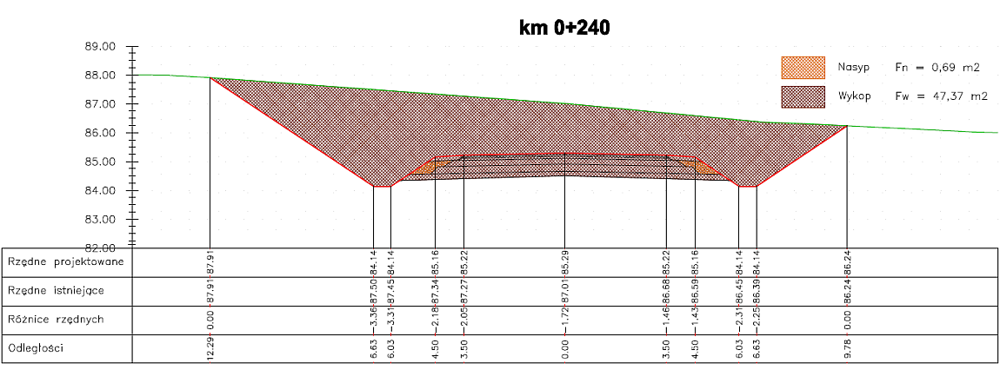 km 0+240
89.00
88.00
87.00
86.00
85.00
84.00
83.00
82.00
Nasyp Fn = 0,69 m2
Wykop Fw = 47,37 m2
Rzędne projektowane 87.91 84.14 84.14 85.16 85.22 85.29 85.22 85.16 84.14 84.14 86.24
Rzędne istniejące 87.91 87.50 87.45 87.34 87.27 87.01 86.68 86.59 86.45 86.39 86.24
Różnice rzędnych 0.00 -3.36 -3.31 -2.18 -2.05 -1.72 -1.46 -1.43 -2.31 -2.25 0.00
Odległości 12.29 6.63 6.03 4.50 3.50 0.00 3.50 4.50 6.03 6.63 9.78